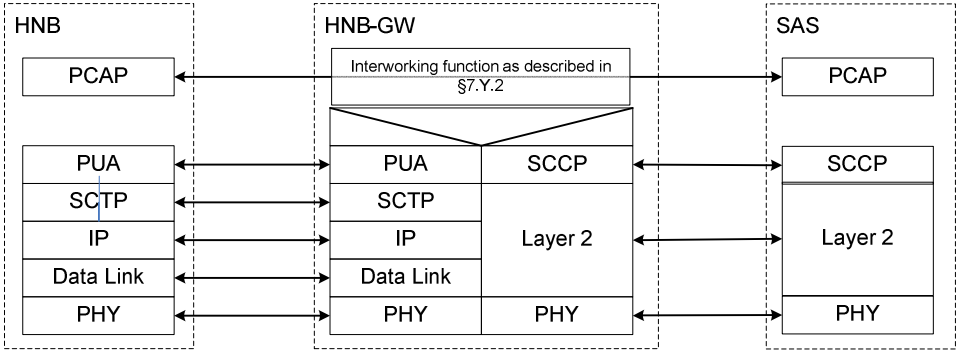 HNB
HNB-GW
SAS
PCAP
Interworking function as described in
§7.Y.2
PCAP
PUA
PUA
SCCP
SCCP
SCTP
SCTP
IP
IP
Layer 2
Layer 2
Data Link
Data Link
PHY
PHY
PHY
PHY